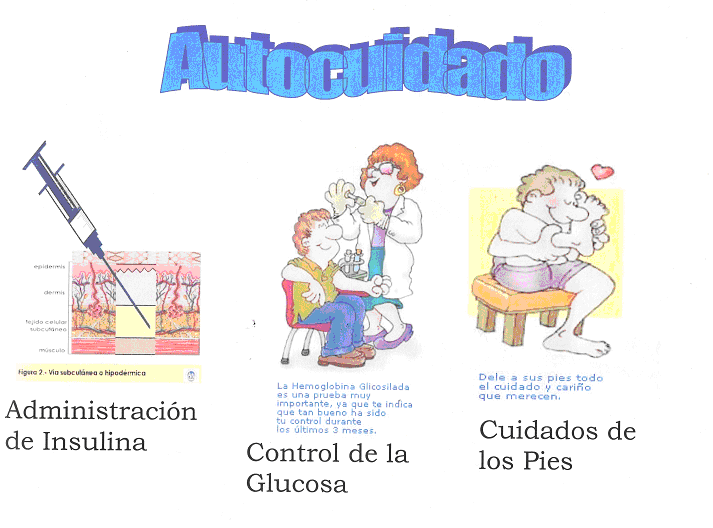 Autocuidado
epidermis
dermis
tejido celular
subcutáneo
músculo
Figura 2 - Vía subcutánea o hipodermica
Administración
de Insulina
La Hemoglobina Glicosilada
es una prueba muy
importante, ya que te indica
que tan bueno ha sido
tu control durante
los últimos 3 meses.
Control de la
Glucosa
Dele a sus pies todo
el cuidado y cariño
que merecen.
Cuidados de
los Pies